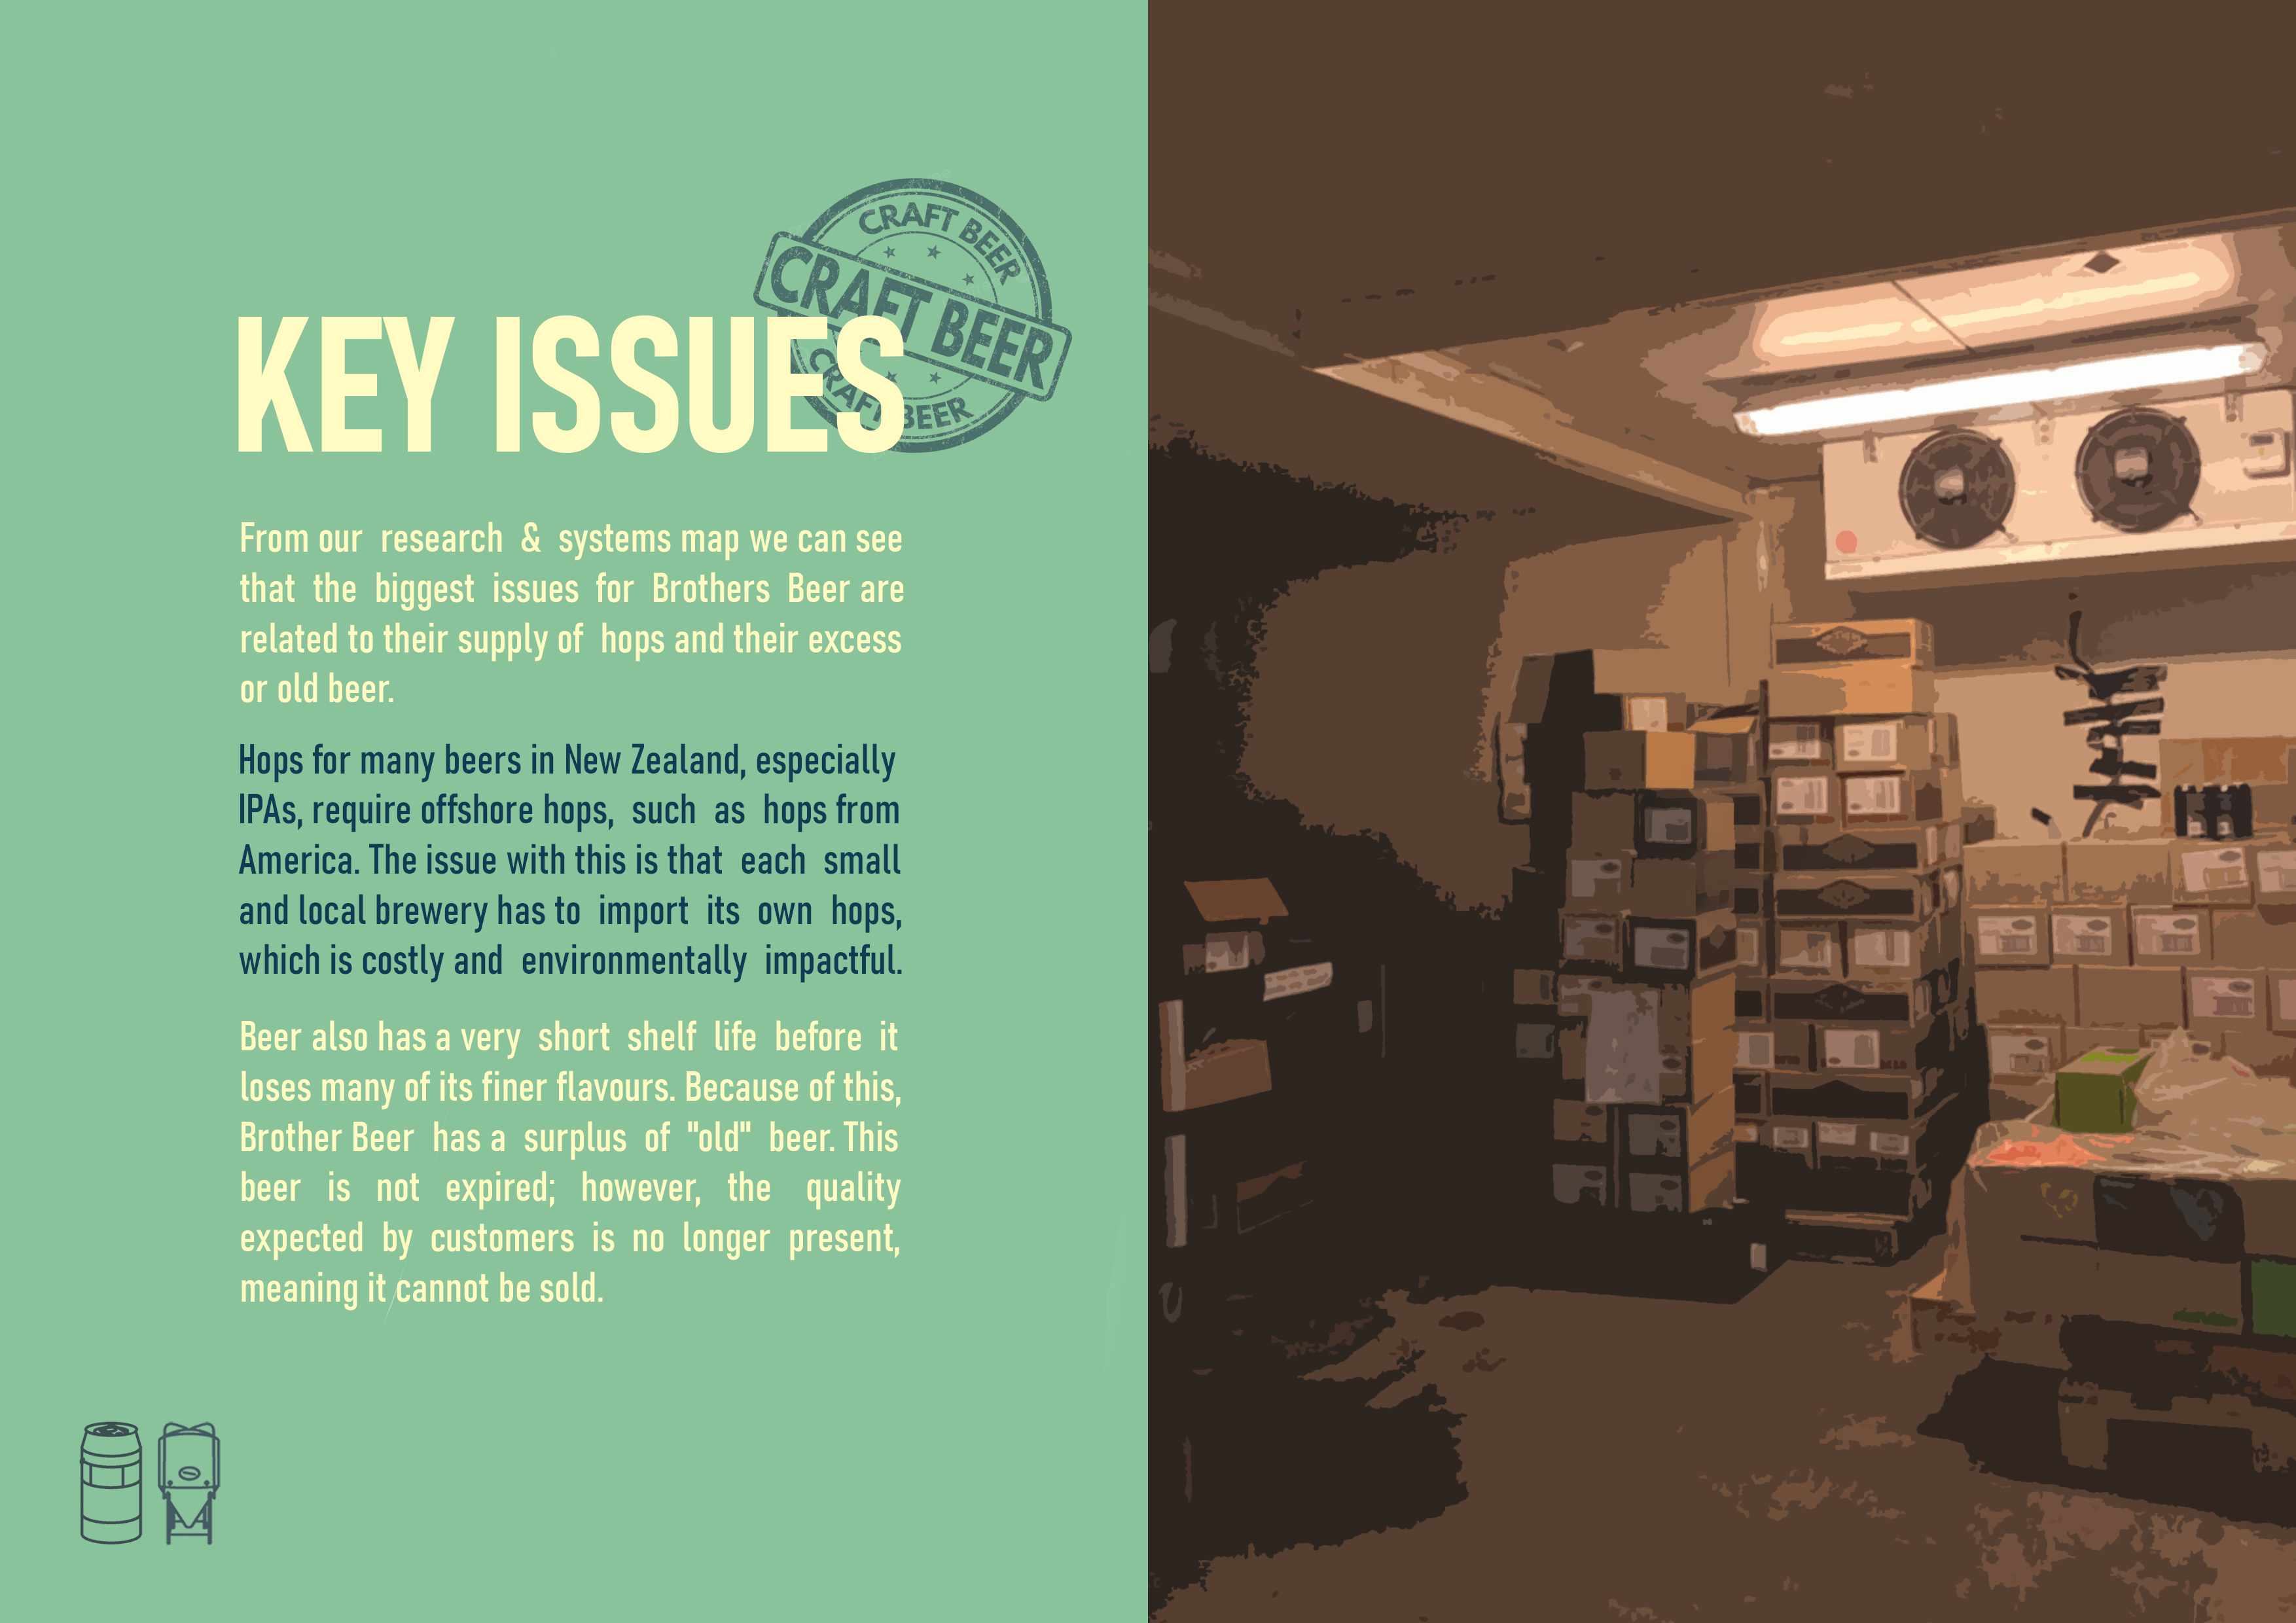 CRAFT BEER
CRAFT BEER
CRAFT BEER
KEY ISSUES
From our research & systems map we can see
that the biggest issues for Brothers Beer are
related to their supply of hops and their excess
or old beer.
Hops for many beers in New Zealand, especially
IPAs, require offshore hops, such as hops from
America. The issue with this is that each small
and local brewery has to import its own hops,
which is costly and environmentally impactful.
Beer also has a very short shelf life before it
loses many of its finer flavours. Because of this,
Brother Beer has a surplus of "old" beer. This
beer is not expired; however, the quality
expected by customers is no longer present,
meaning it cannot be sold.